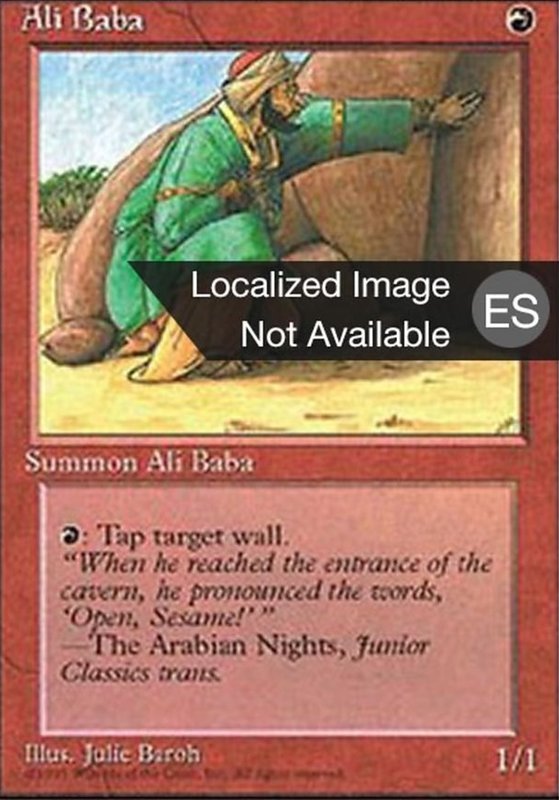 Ali Baba
Localized Image
Not Available
ES
Summon Ali Baba
: Tap target wall.
“When he reached the entrance of the
cavern, he pronounced the words,
‘Open, Sesame!’ ”
—The Arabian Nights, Junior
Classics trans.
Illus. Julie Baroh
1/1